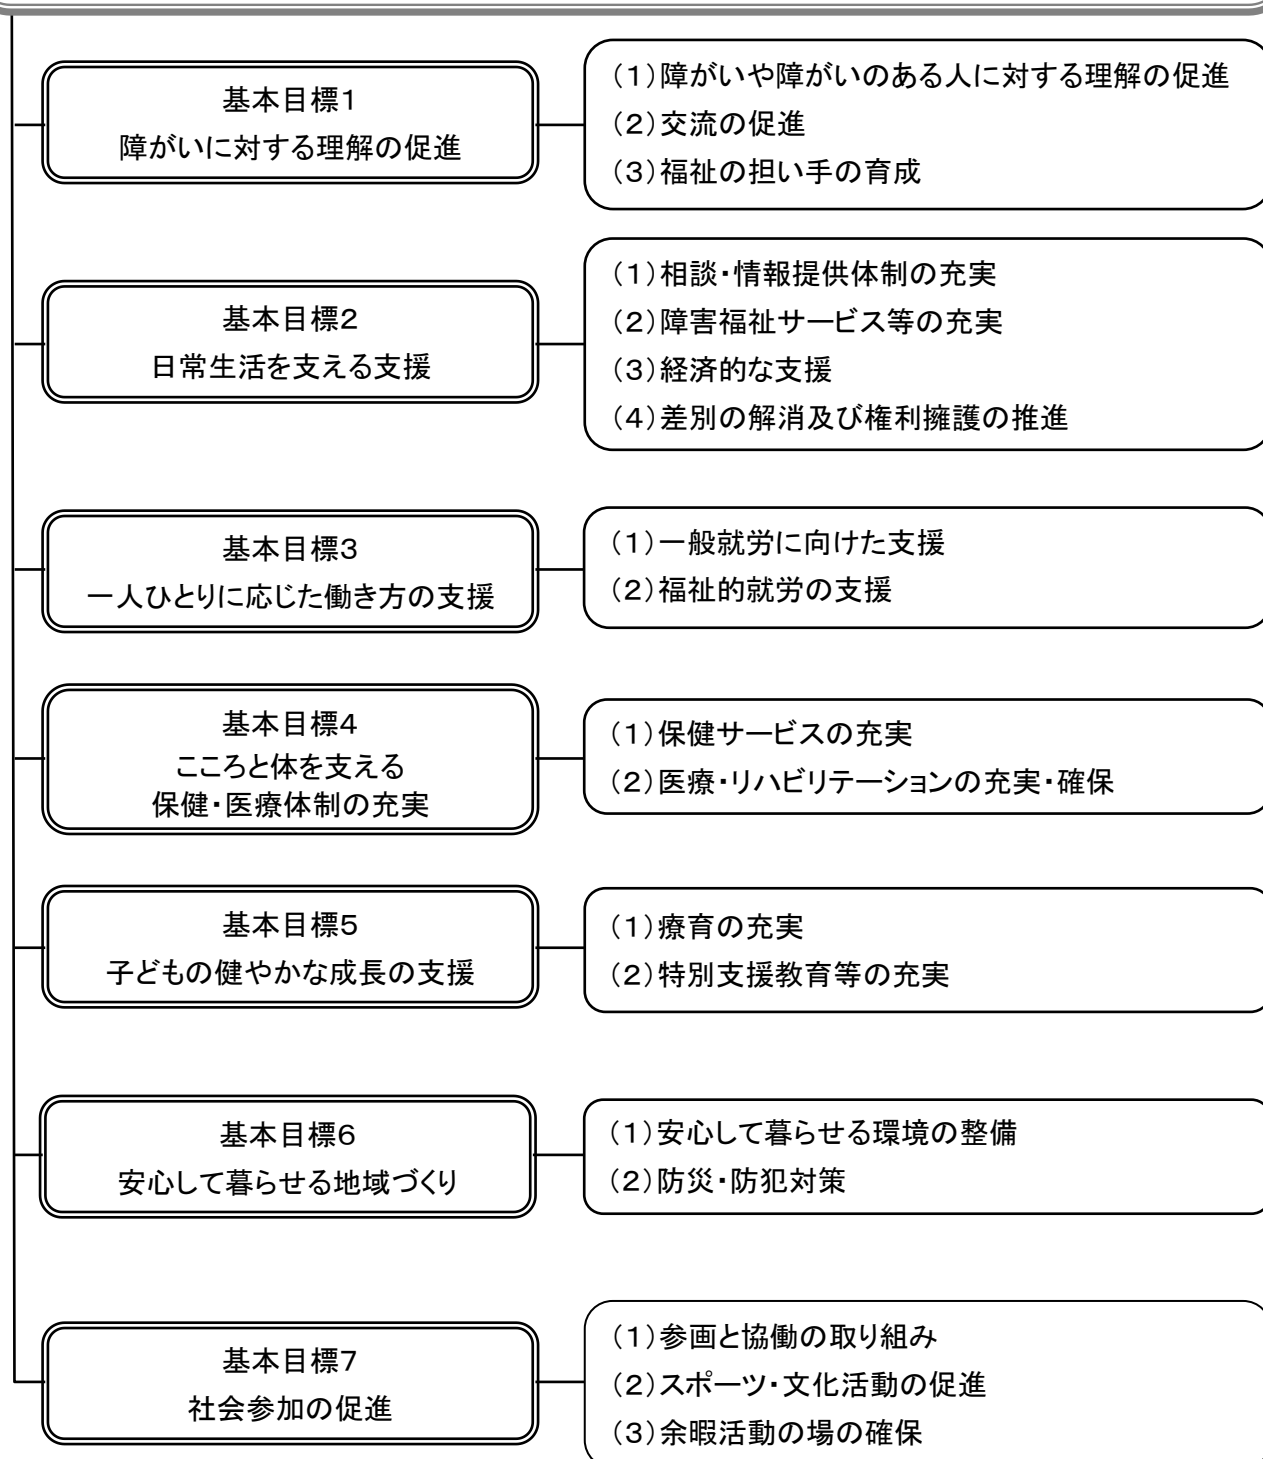 基本目標1
障がいに対する理解の促進
(1)障がいや障がいのある人に対する理解の促進
(2)交流の促進
(3)福祉の担い手の育成
基本目標2
日常生活を支える支援
(1)相談・情報提供体制の充実
(2)障害福祉サービス等の充実
(3)経済的な支援
(4)差別の解消及び権利擁護の推進
基本目標3
一人ひとりに応じた働き方の支援
(1)一般就労に向けた支援
(2)福祉的就労の支援
基本目標4
こころと体を支える
保健・医療体制の充実
(1)保健サービスの充実
(2)医療・リハビリテーションの充実・確保
基本目標5
子どもの健やかな成長の支援
(1)療育の充実
(2)特別支援教育等の充実
基本目標6
安心して暮らせる地域づくり
(1)安心して暮らせる環境の整備
(2)防災・防犯対策
基本目標7
社会参加の促進
(1)参画と協働の取り組み
(2)スポーツ・文化活動の促進
(3)余暇活動の場の確保